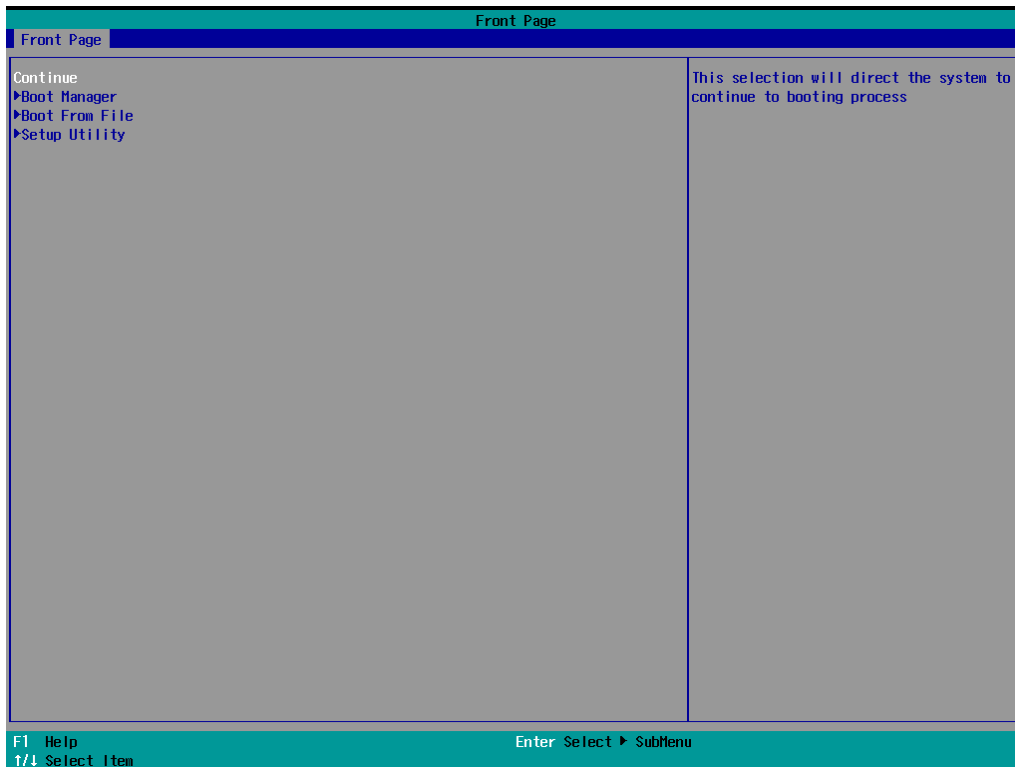 Front Page
Front Page
Continue
▶Boot Manager
▶Boot From File
▶Setup Utility
This selection will direct the system to
continue to booting process
F1 Help
Enter Select ▶ SubMenu
↑/↓ Select Item